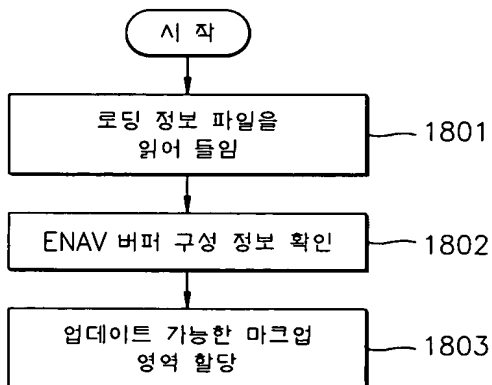 시 작
로딩 정보 파일을
읽어 들임
1801
ENAV 버퍼 구성 정보 확인
1802
업데이트 가능한 마크업
영역 할당
1803